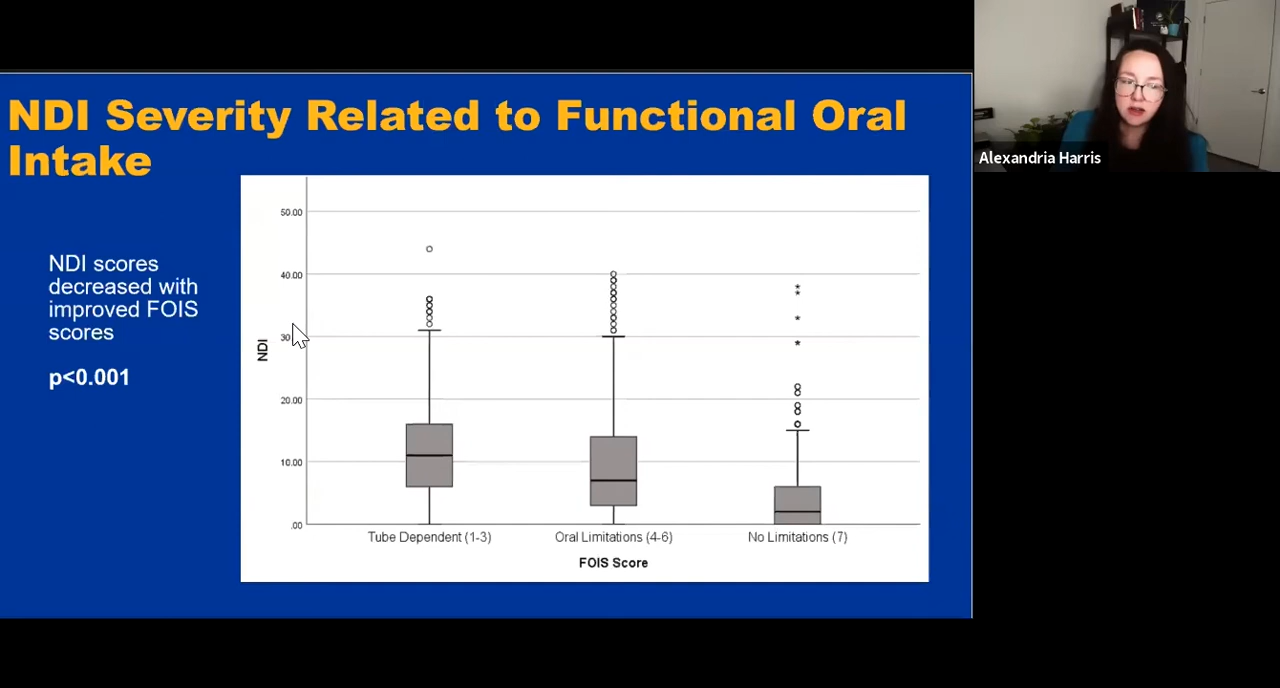 NDI Severity Related to Functional Oral
Intake
NDI scores
decreased with
improved FOIS
scores
p<0.001
50.00
40.00
30
20.00
10.00
.00
NDI
Tube Dependent (1-3)
Oral Limitations (4-6)
No Limitations (7)
FOIS Score
Alexandria Harris